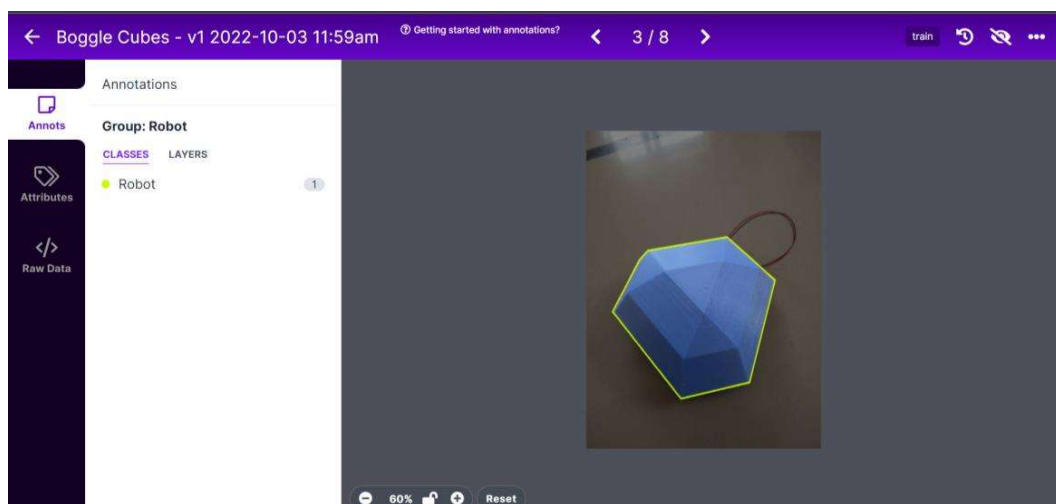 Boggle Cubes - v1 2022-10-03 11:59am
Getting started with annotations?
3 / 8
train
Annots
Attributes
</>
Raw Data
Annotations
Group: Robot
CLASSES LAYERS
Robot 1
60% Reset